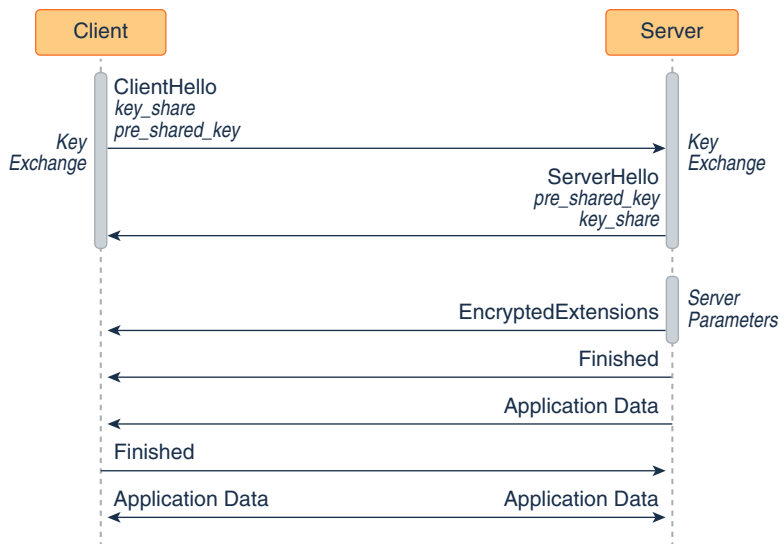 Client
Server
ClientHello
key_share
pre_shared_key
Key
Exchange
Key
Exchange
ServerHello
pre_shared_key
key_share
EncryptedExtensions
Server
Parameters
Finished
Application Data
Finished
Application Data
Application Data